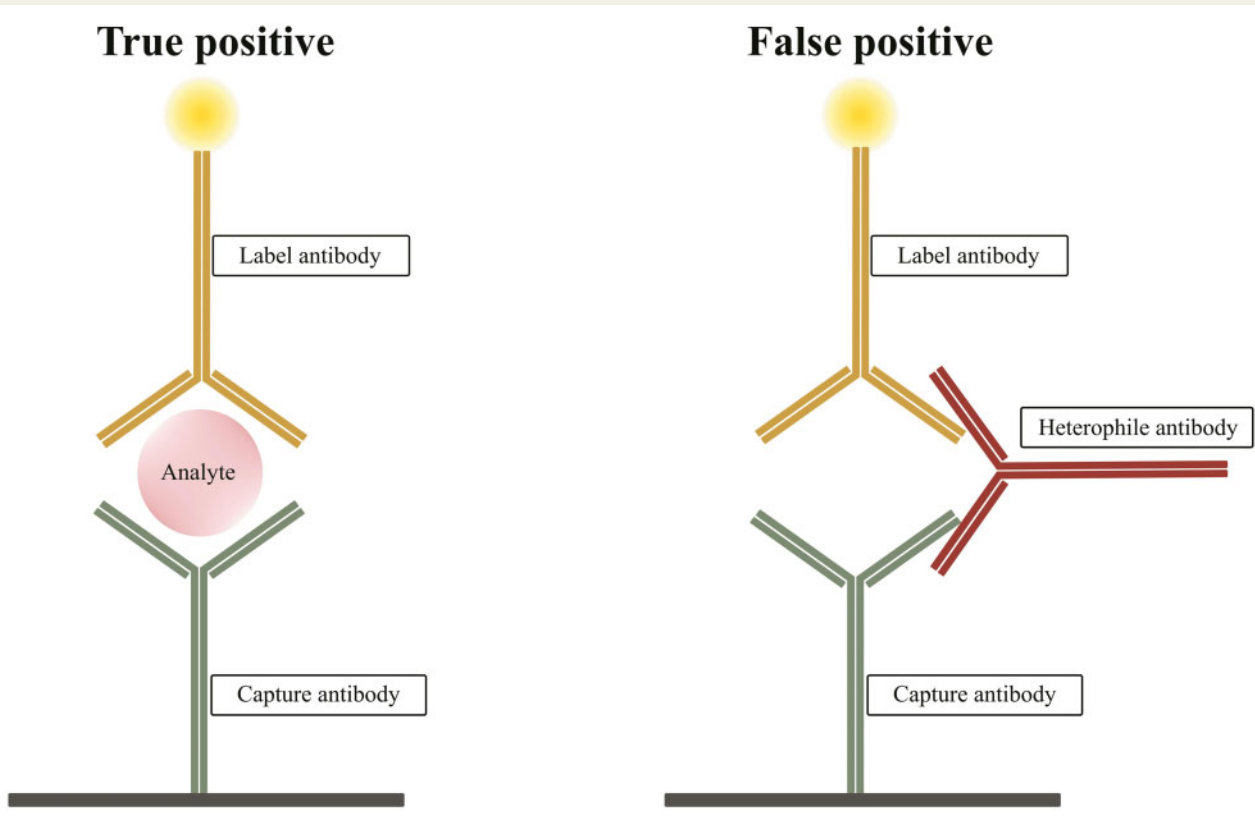 True positive
False positive
Label antibody
Label antibody
Heterophile antibody
Analyte
Capture antibody
Capture antibody